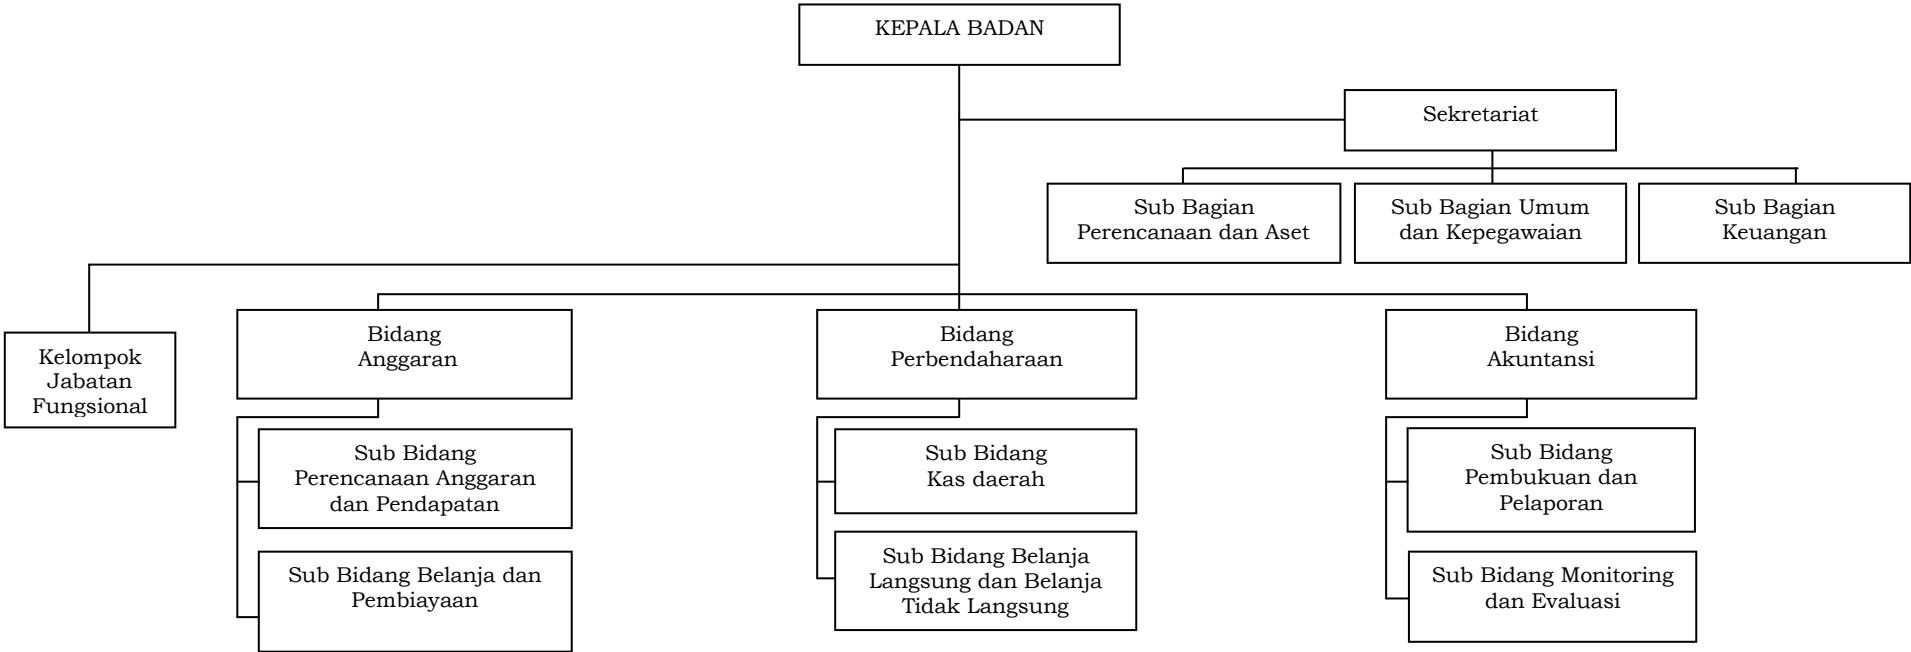 KEPALA BADAN
Sekretariat
Sub Bagian
Perencanaan dan Aset
Sub Bagian Umum
dan Kepegawaian
Sub Bagian
Keuangan
Kelompok
Jabatan
Fungsional
Bidang
Anggaran
Bidang
Perbendaharaan
Bidang
Akuntansi
Sub Bidang
Perencanaan Anggaran
dan Pendapatan
Sub Bidang
Kas daerah
Sub Bidang
Pembukuan dan
Pelaporan
Sub Bidang Belanja dan
Pembiayaan
Sub Bidang Belanja
Langsung dan Belanja
Tidak Langsung
Sub Bidang Monitoring
dan Evaluasi